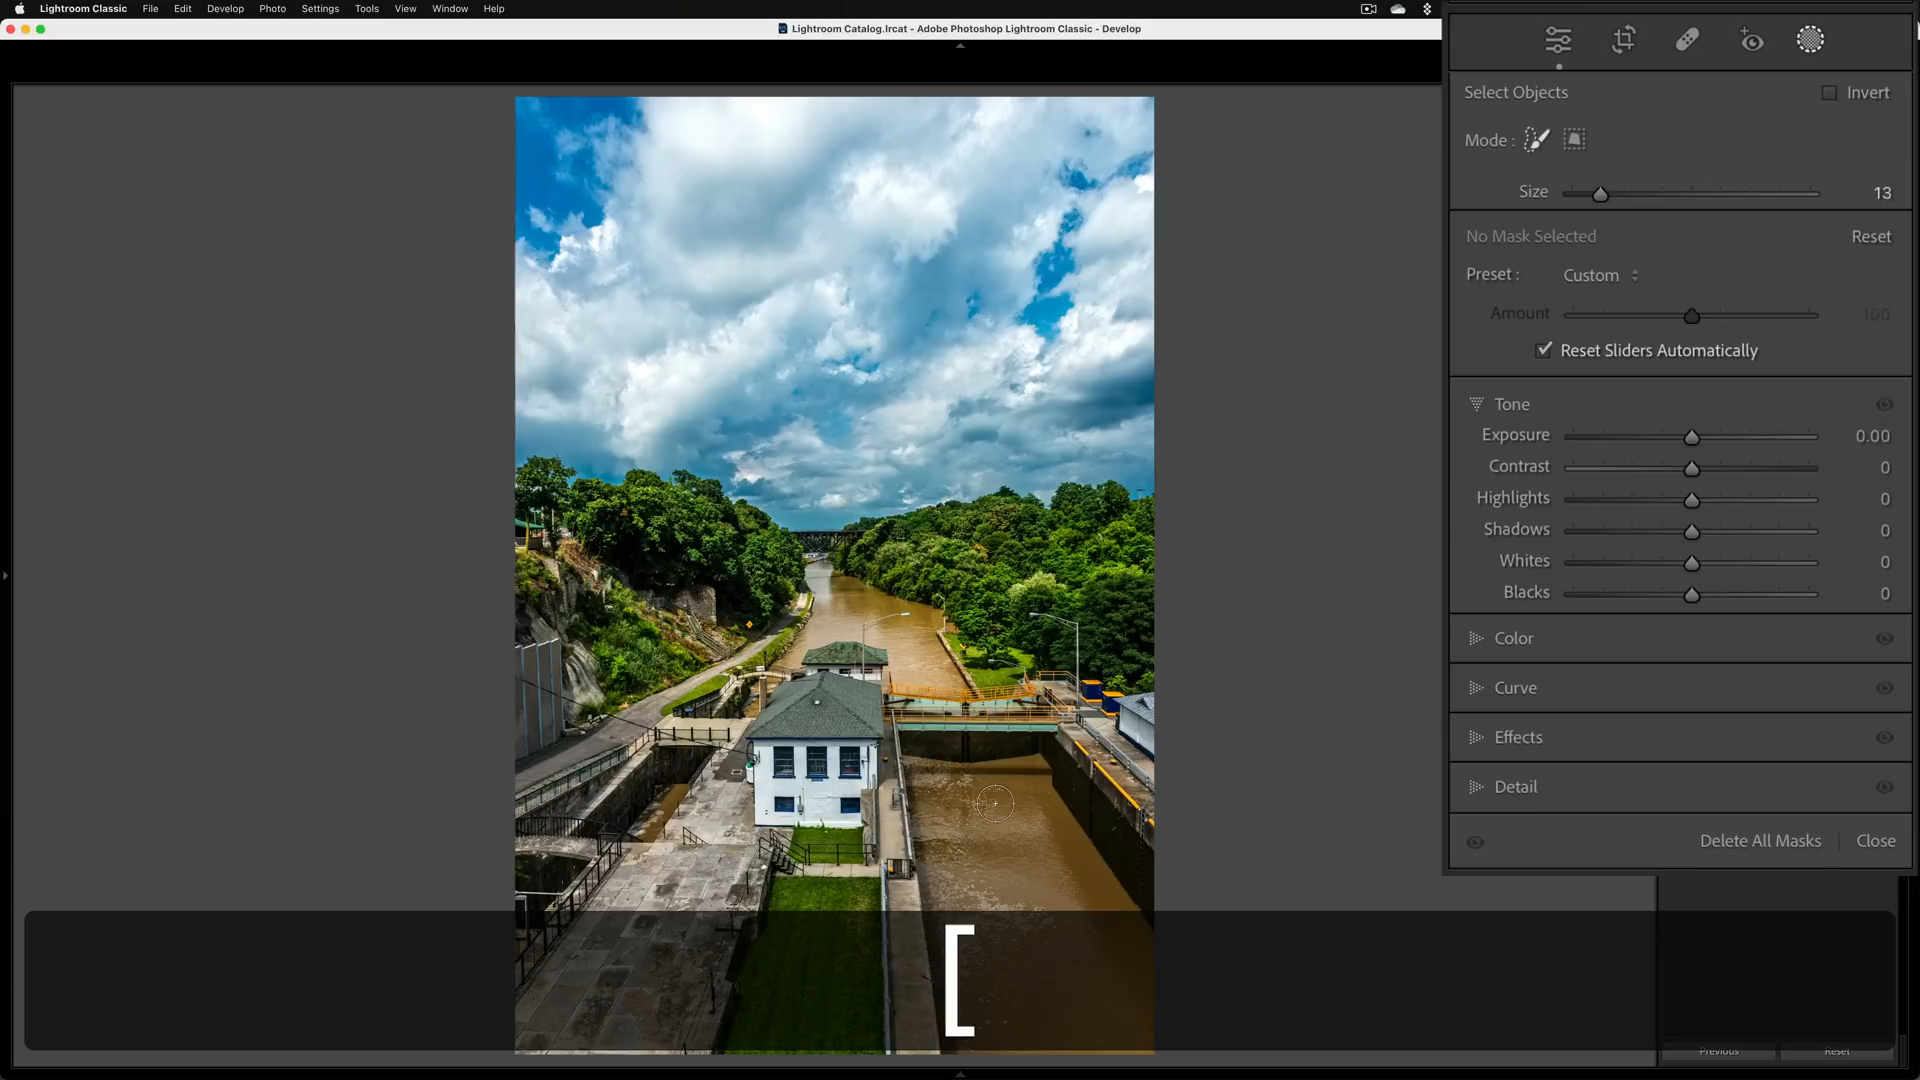 Lightroom Classic File Edit Develop Photo Settings Tools View Window Help
Lightroom Catalog.lrcat - Adobe Photoshop Lightroom Classic - Develop
Select Objects Invert
Mode :
Size 13
No Mask Selected Reset
Preset : Custom
Amount 100
Reset Sliders Automatically
Tone
Exposure 0.00
Contrast 0
Highlights 0
Shadows 0
Whites 0
Blacks 0
Color
Curve
Effects
Detail
Delete All Masks Close
[
Previous Reset